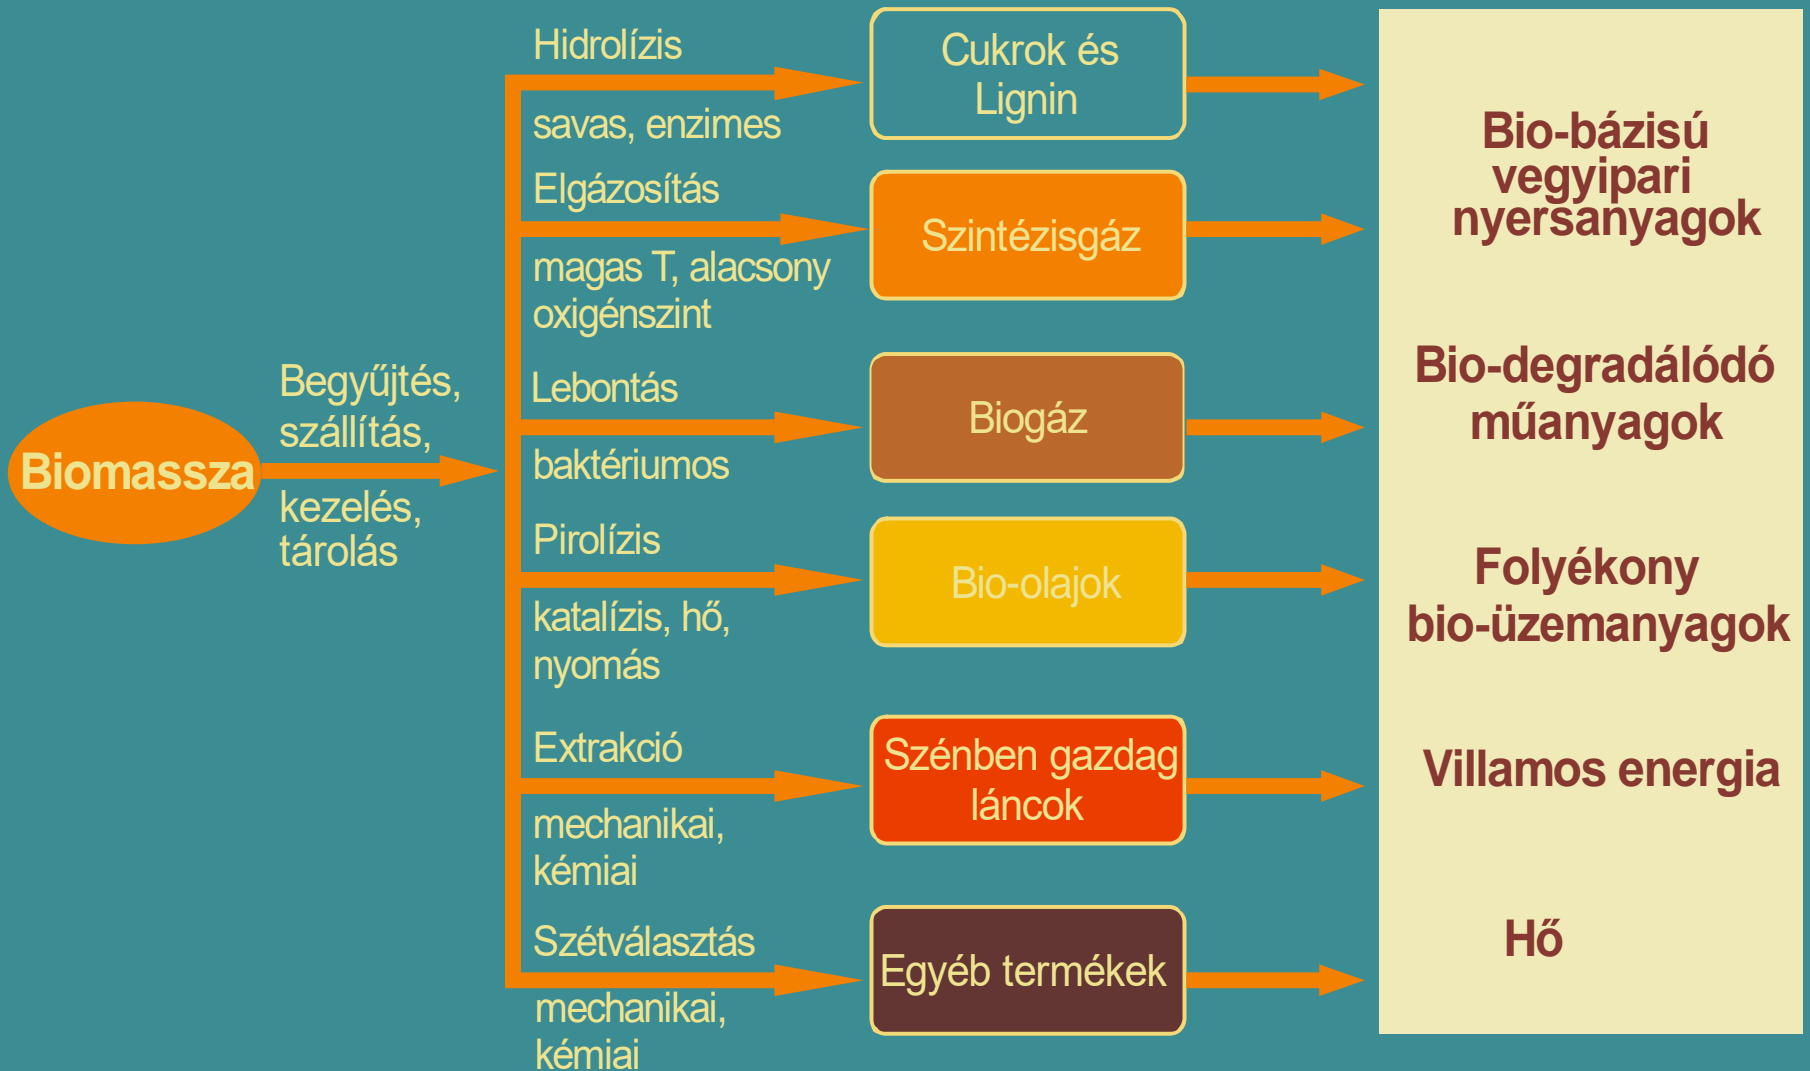 Biomassza
Begyűjtés,
szállítás,
kezelés,
tárolás
Hidrolízis
savas, enzimes
Cukrok és
Lignin
Elgázosítás
magas T, alacsony
oxigénszint
Szintézisgáz
Lebontás
baktériumos
Biogáz
Pirolízis
katalízis, hő,
nyomás
Bio-olajok
Extrakció
mechanikai,
kémiai
Szénben gazdag
láncok
Szétválasztás
mechanikai,
kémiai
Egyéb termékek
Bio-bázisú
vegyipari
nyersanyagok
Bio-degradálódó
műanyagok
Folyékony
bio-üzemanyagok
Villamos energia
Hő